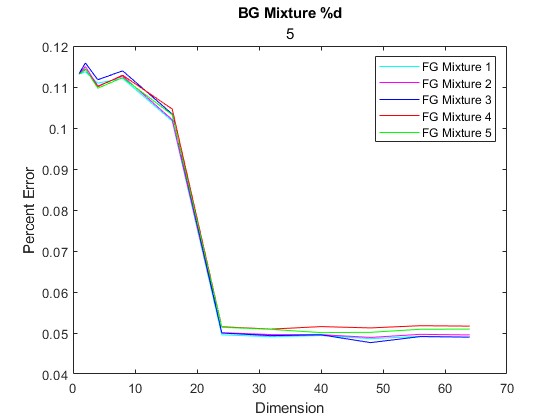 BG Mixture %d
5
0.12
0.11
0.1
0.09
0.08
0.07
0.06
0.05
0.04
Percent Error
FG Mixture 1
FG Mixture 2
FG Mixture 3
FG Mixture 4
FG Mixture 5
0 10 20 30 40 50 60 70
Dimension